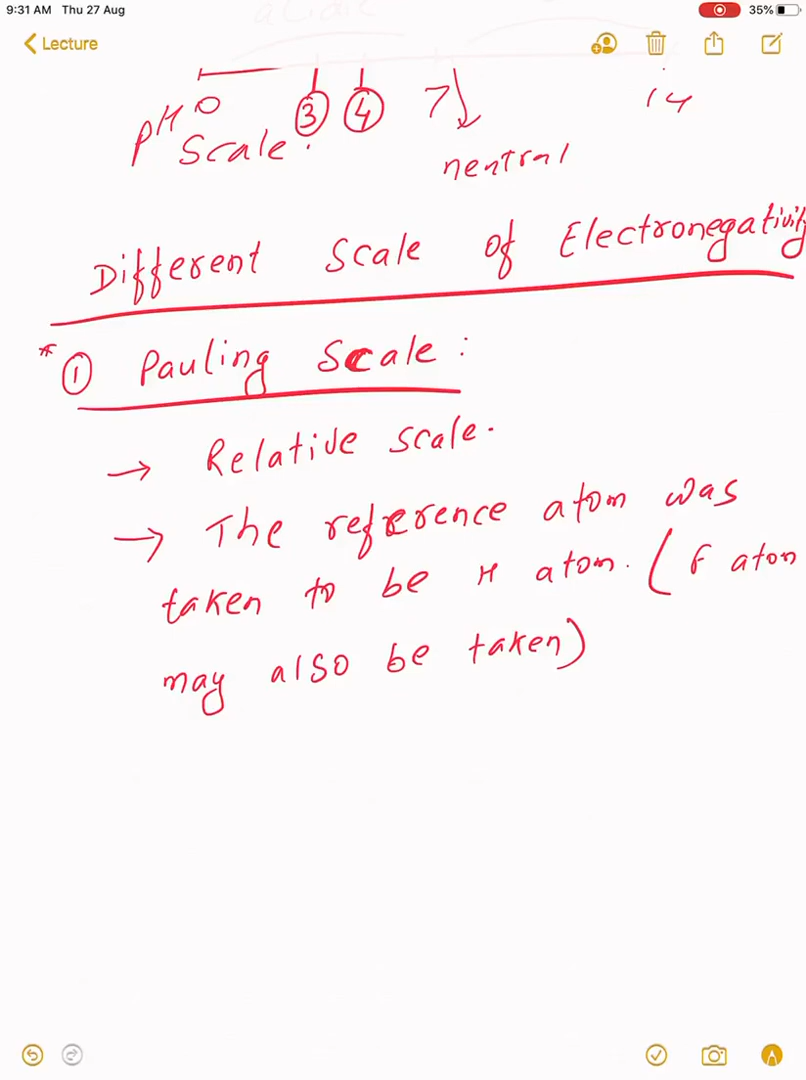 9:31 AM Thu 27 Aug 35%
Lecture
0 3 4 7 14
pH Scale.
neutral
Different Scale of Electronegativity
* 1 Pauling Scale:
→ Relative scale.
→ The reference atom was
taken to be H atom. (F atom
may also be taken)